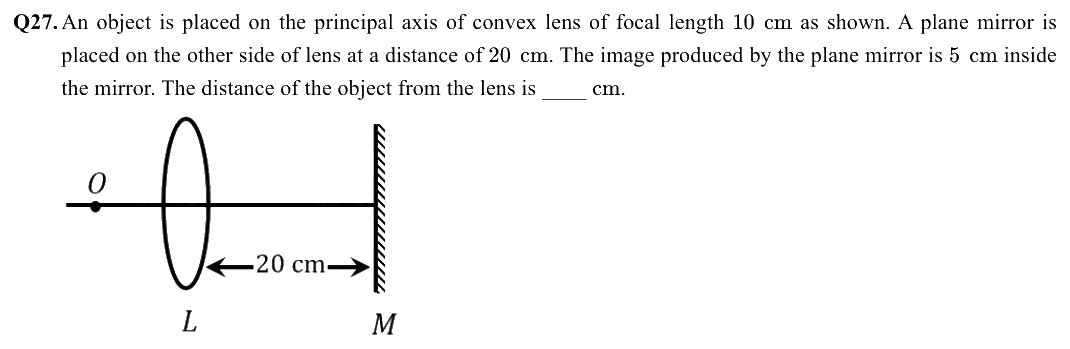 Q27. An object is placed on the principal axis of convex lens of focal length 10 cm as shown. A plane mirror is
placed on the other side of lens at a distance of 20 cm. The image produced by the plane mirror is 5 cm inside
the mirror. The distance of the object from the lens is ____ cm.
O
20 cm
L
M